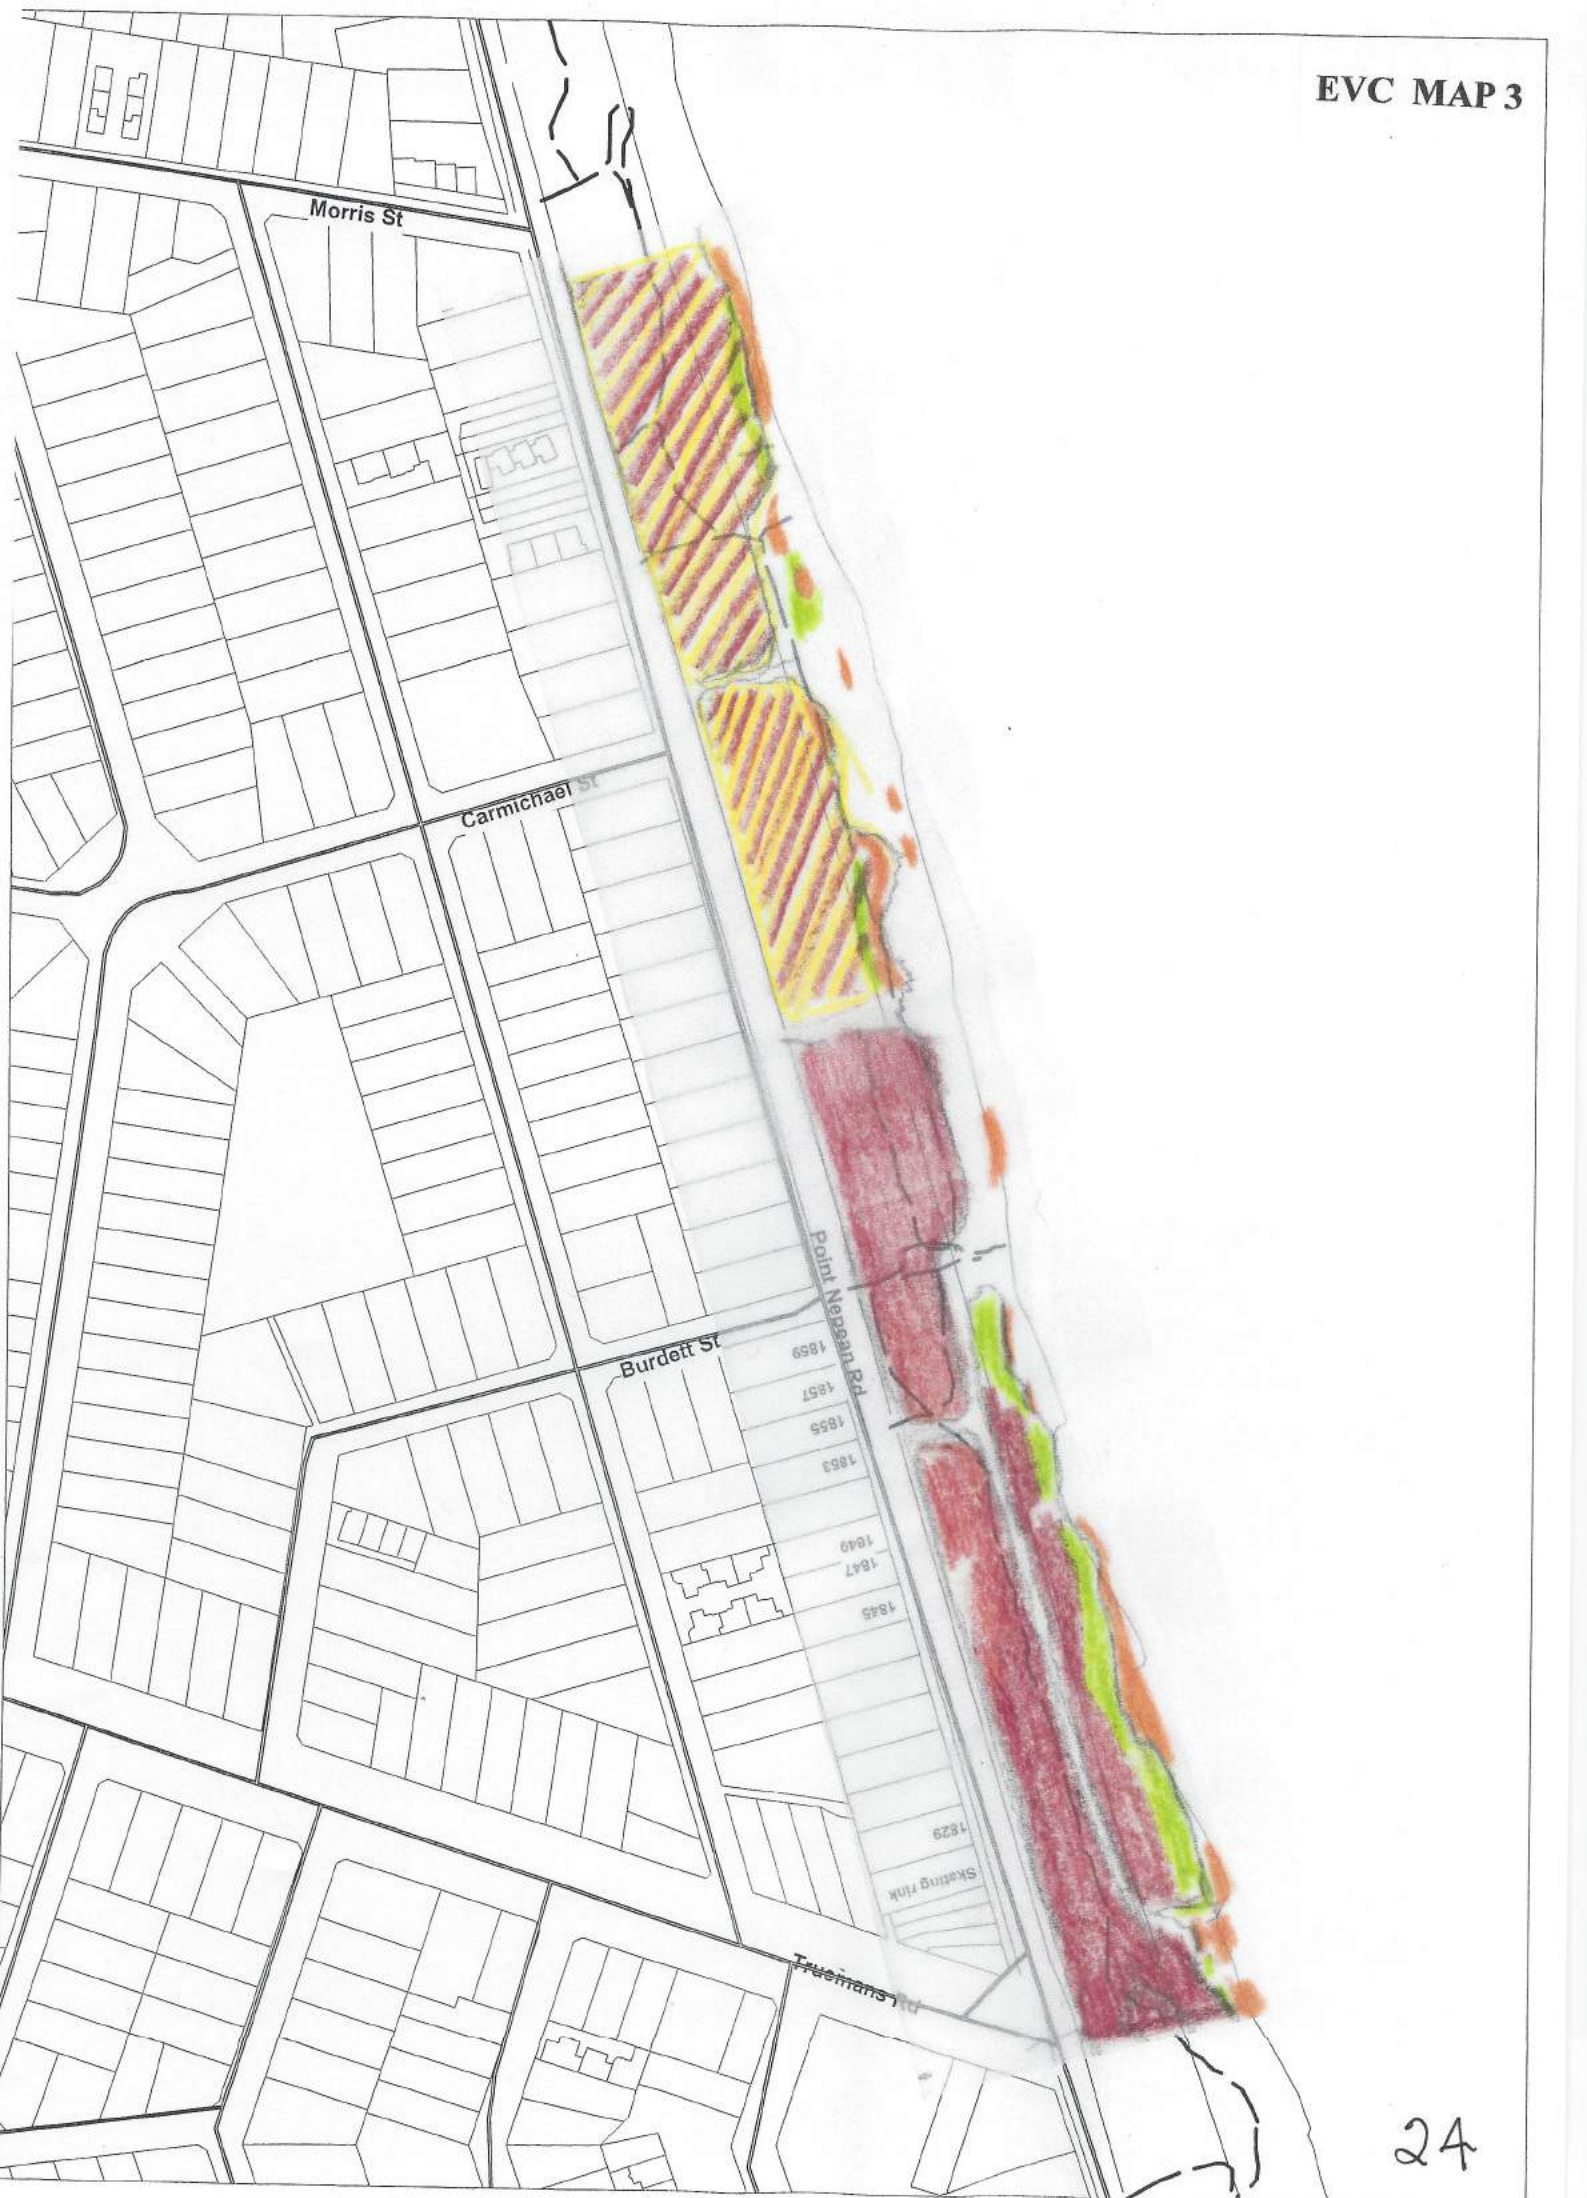 EVC MAP 3
Morris St
Carmichael St
Point Nepean Rd
Burdett St
1859
1857
1855
1853
1849
1847
1845
1829
Skating rink
Truemans Rd
24